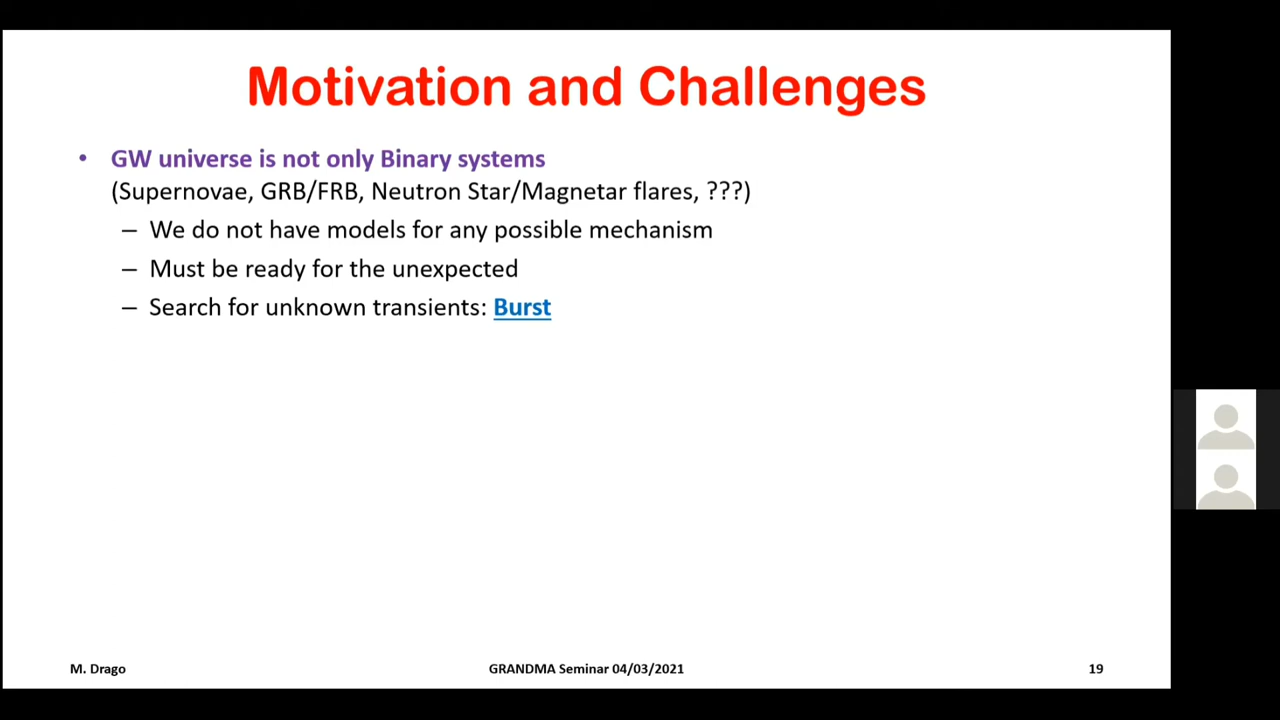 Motivation and Challenges
• GW universe is not only Binary systems
(Supernovae, GRB/FRB, Neutron Star/Magnetar flares, ???)
– We do not have models for any possible mechanism
– Must be ready for the unexpected
– Search for unknown transients: Burst
M. Drago
GRANDMA Seminar 04/03/2021
19